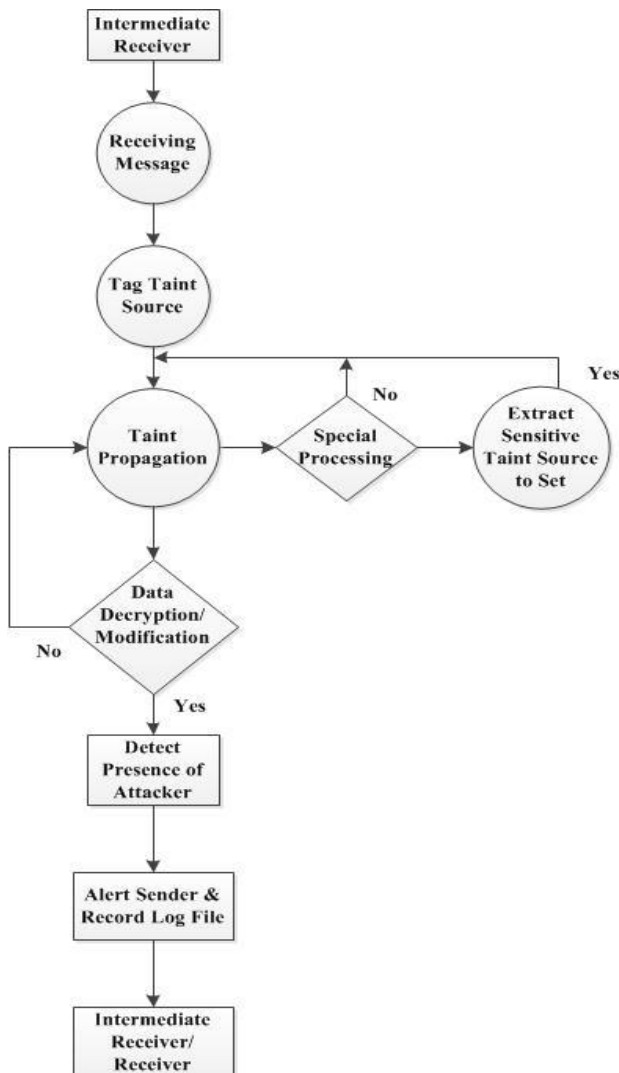 Intermediate
Receiver
Receiving
Message
Tag Taint
Source
Taint
Propagation
Special
Processing
No
Extract
Sensitive
Taint Source
to Set
Yes
Data
Decryption/
Modification
No
Yes
Detect
Presence of
Attacker
Alert Sender &
Record Log File
Intermediate
Receiver/
Receiver